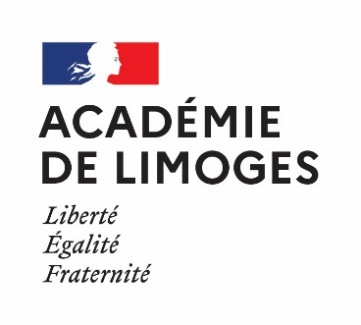 ACADÉMIE
DE LIMOGES
Liberté
Égalité
Fraternité